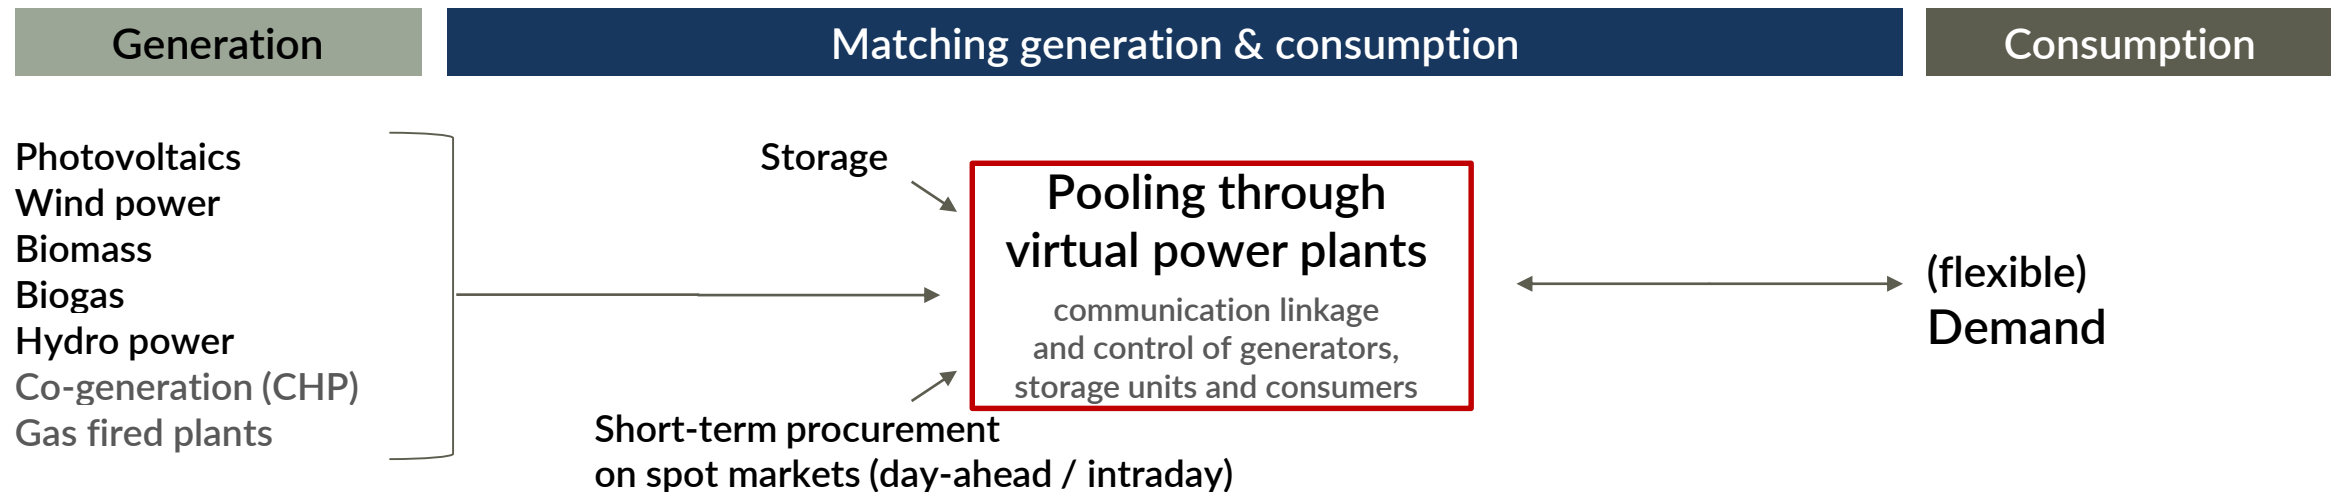 Generation
Matching generation & consumption
Consumption
Photovoltaics
Wind power
Biomass
Biogas
Hydro power
Co-generation (CHP)
Gas fired plants
Storage
Pooling through
virtual power plants
communication linkage
and control of generators,
storage units and consumers
Short-term procurement
on spot markets (day-ahead / intraday)
(flexible)
Demand